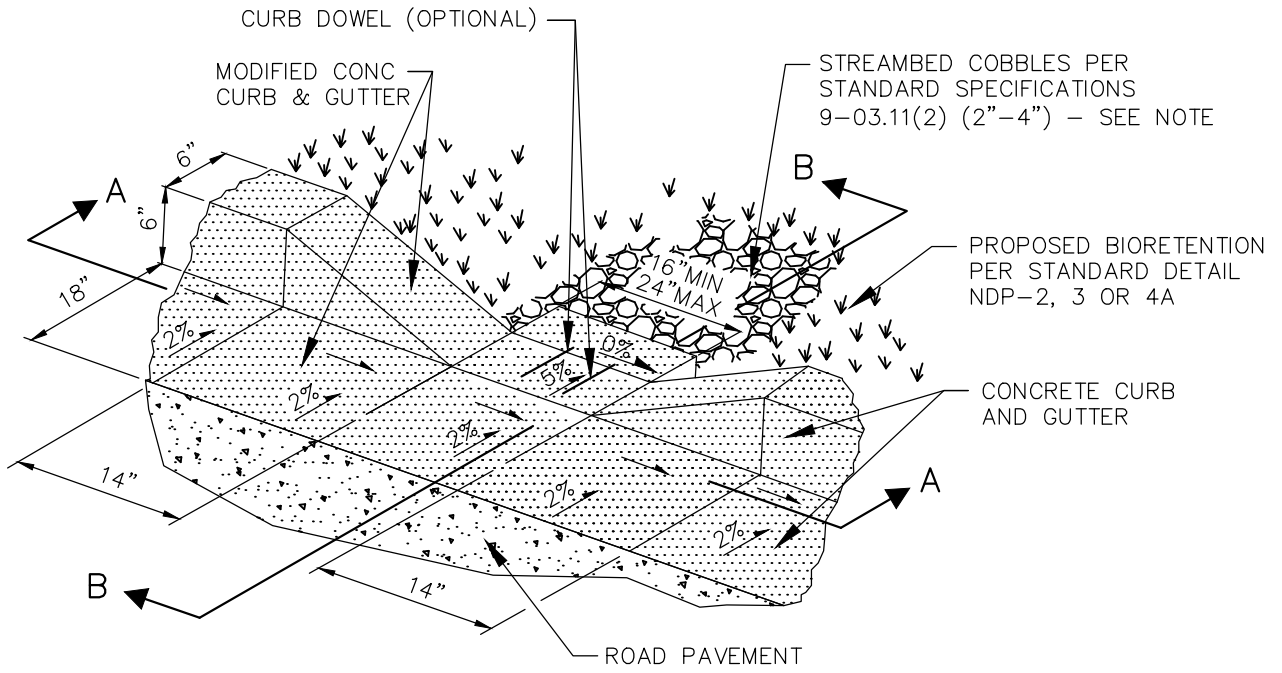 CURB DOWEL (OPTIONAL)
MODIFIED CONC
CURB & GUTTER
STREAMBED COBBLES PER
STANDARD SPECIFICATIONS
9-03.11(2) (2"-4") - SEE NOTE
6"
A
B
6"
PROPOSED BIORETENTION
PER STANDARD DETAIL
NDP-2, 3 OR 4A
16"MIN
24"MAX
18"
2%
0%
5%
CONCRETE CURB
AND GUTTER
2%
2%
14"
2%
A
2%
B
14"
ROAD PAVEMENT